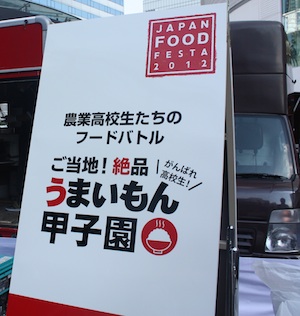 JAPAN
FOOD
FESTA
2012
農業高校生たちの
フードバトル
ご当地!絶品
うまいもん
甲子園
がんばれ
高校生!